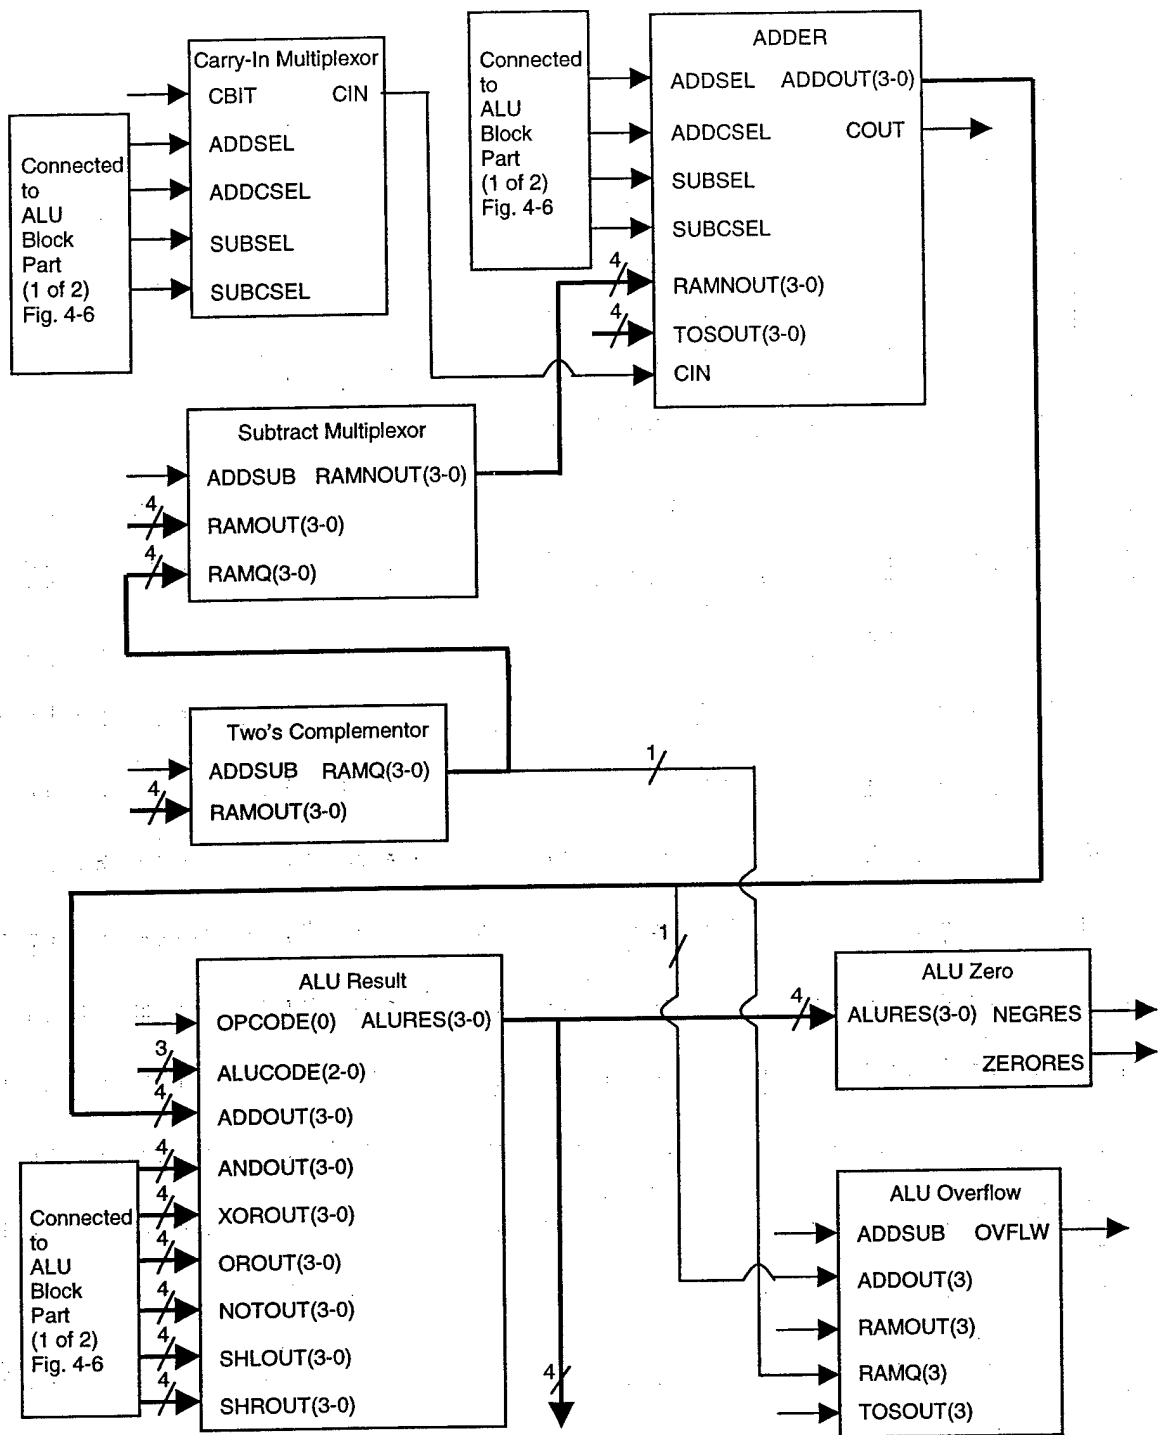 Carry-In Multiplexor
CBIT CIN
ADDSEL
ADDCSEL
SUBSEL
SUBCSEL
Connected
to
ALU
Block
Part
(1 of 2)
Fig. 4-6
Connected
to
ALU
Block
Part
(1 of 2)
Fig. 4-6
ADDER
ADDSEL ADDOUT(3-0)
ADDCSEL COUT
SUBSEL
SUBCSEL
4
RAMNOUT(3-0)
4
TOSOUT(3-0)
CIN
Subtract Multiplexor
ADDSUB RAMNOUT(3-0)
4
RAMOUT(3-0)
4
RAMQ(3-0)
Two's Complementor
ADDSUB RAMQ(3-0)
4
RAMOUT(3-0)
1
1
ALU Result
OPCODE(0) ALURES(3-0)
3
ALUCODE(2-0)
4
ADDOUT(3-0)
4
ANDOUT(3-0)
4
XOROUT(3-0)
4
OROUT(3-0)
4
NOTOUT(3-0)
4
SHLOUT(3-0)
4
SHROUT(3-0)
Connected
to
ALU
Block
Part
(1 of 2)
Fig. 4-6
4
ALU Zero
4
ALURES(3-0) NEGRES
ZERORES
ALU Overflow
ADDSUB OVFLW
ADDOUT(3)
RAMOUT(3)
RAMQ(3)
TOSOUT(3)